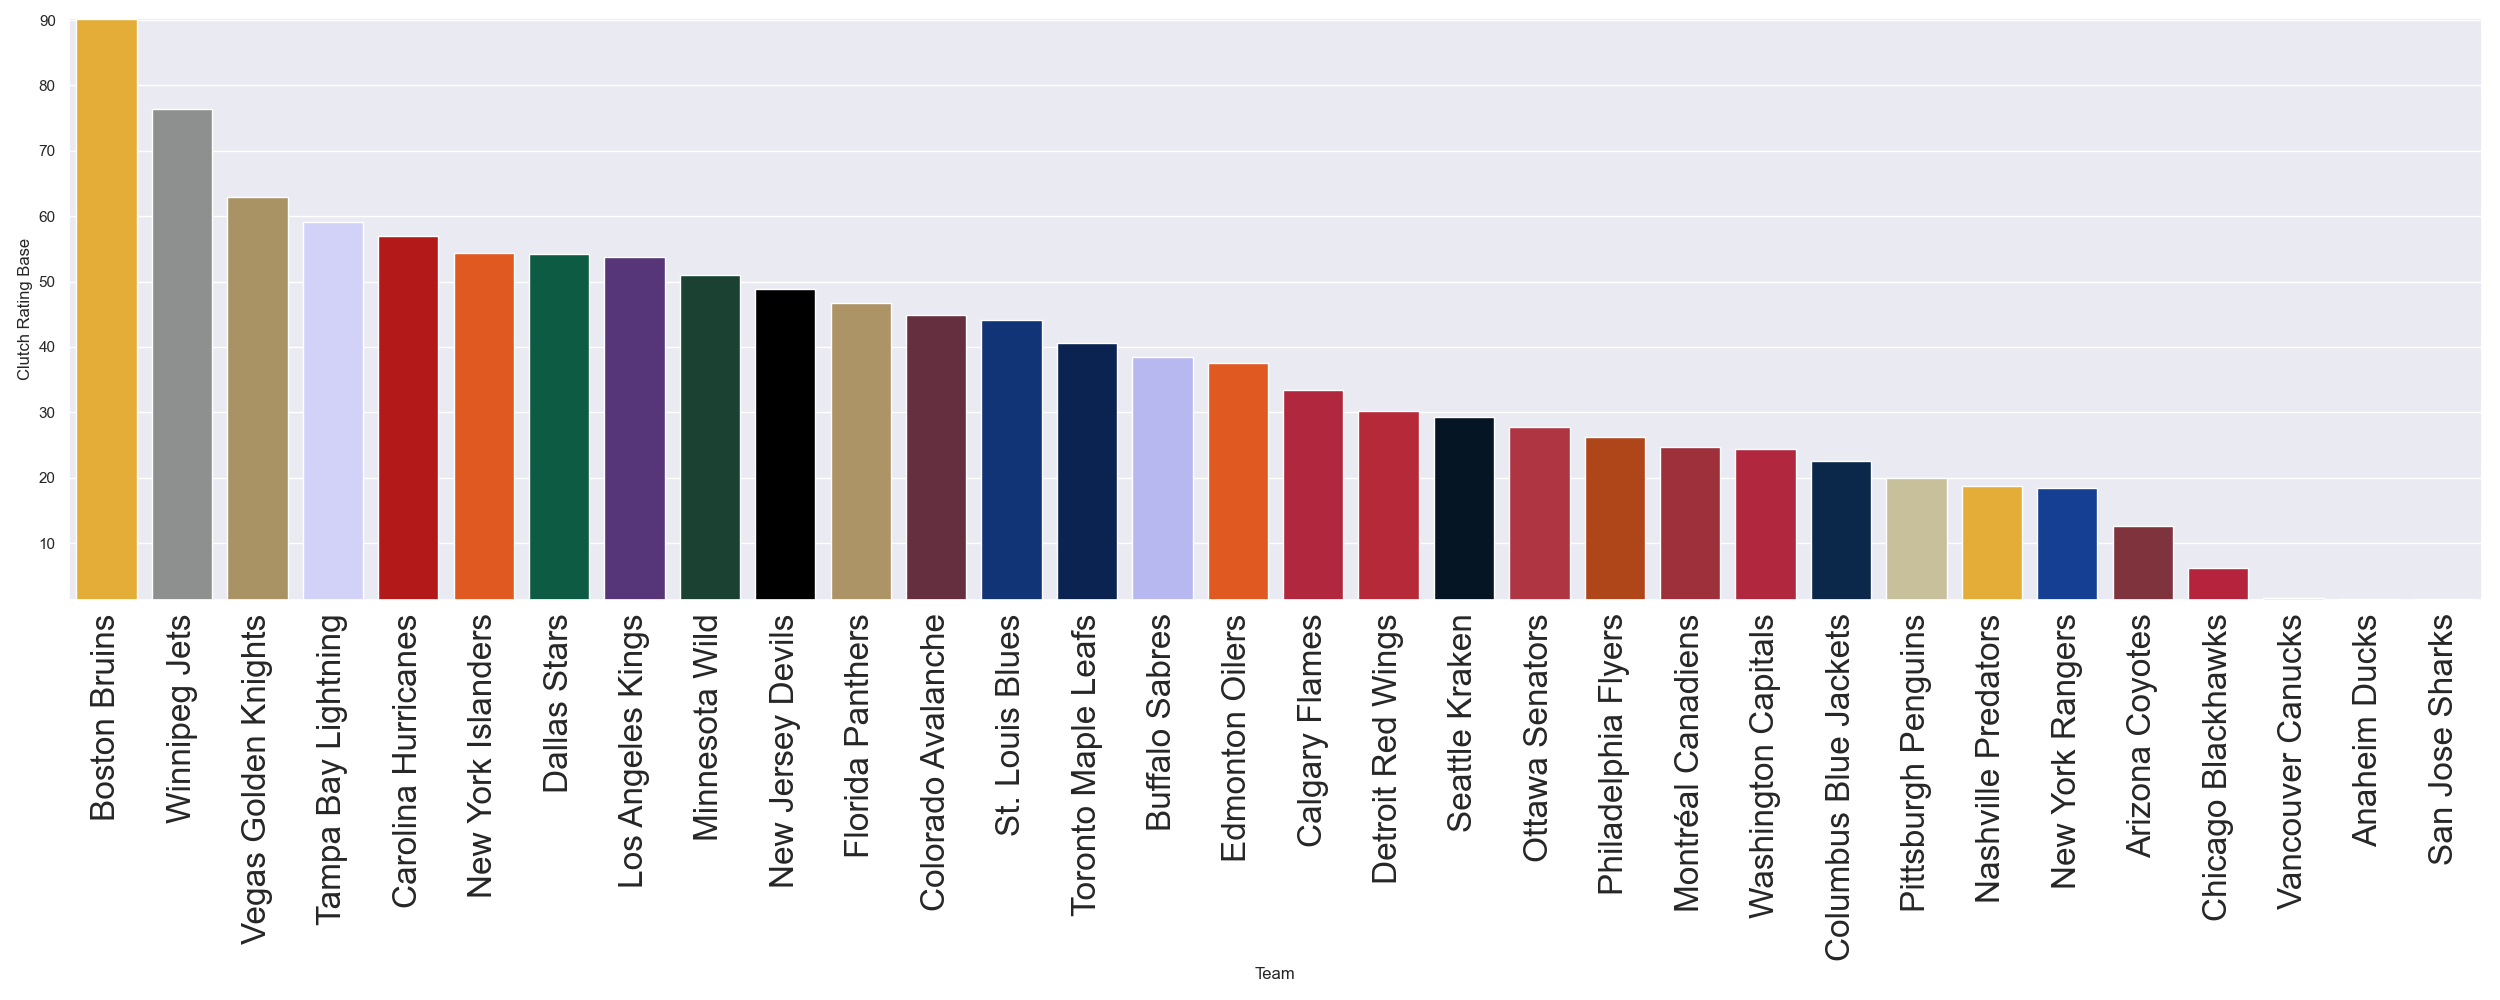 90
80
70
60
50
40
30
20
10
Clutch Rating Base
Boston Bruins
Winnipeg Jets
Vegas Golden Knights
Tampa Bay Lightning
Carolina Hurricanes
New York Islanders
Dallas Stars
Los Angeles Kings
Minnesota Wild
New Jersey Devils
Florida Panthers
Colorado Avalanche
St. Louis Blues
Toronto Maple Leafs
Buffalo Sabres
Edmonton Oilers
Calgary Flames
Detroit Red Wings
Seattle Kraken
Ottawa Senators
Philadelphia Flyers
Montréal Canadiens
Washington Capitals
Columbus Blue Jackets
Pittsburgh Penguins
Nashville Predators
New York Rangers
Arizona Coyotes
Chicago Blackhawks
Vancouver Canucks
Anaheim Ducks
San Jose Sharks
Team